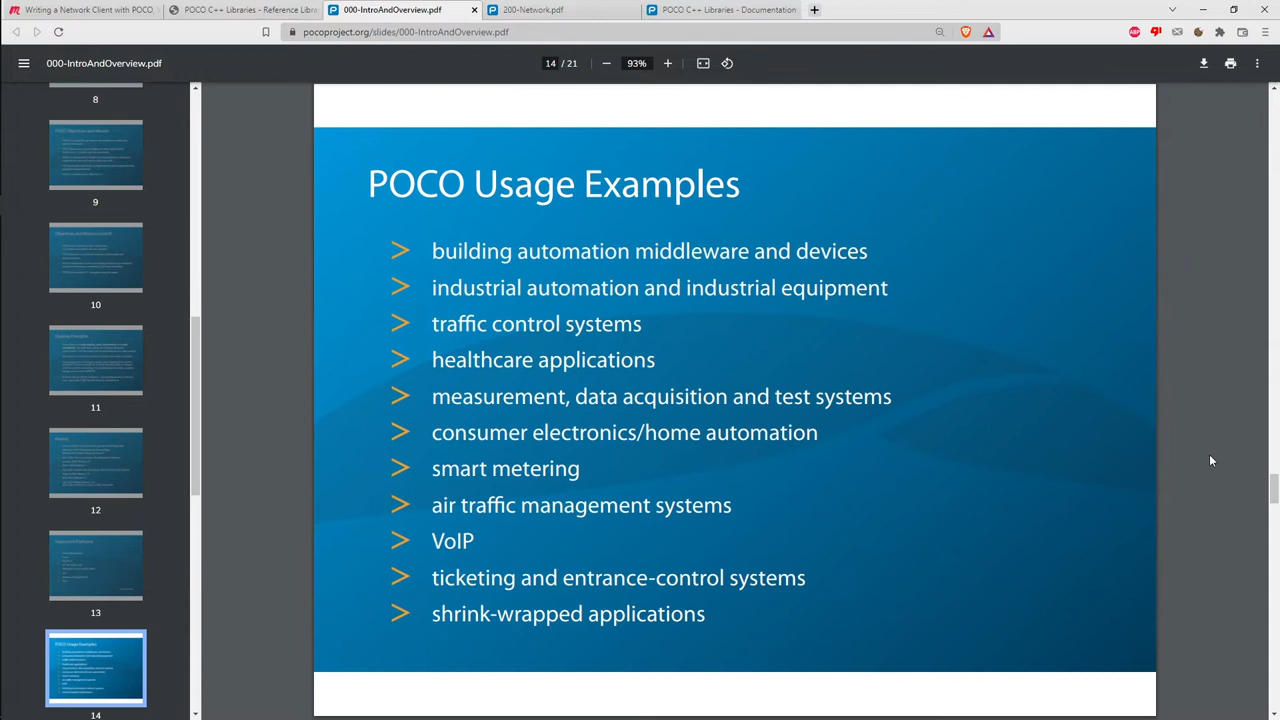 Writing a Network Client with POCO,
POCO C++ Libraries - Reference Libra
000-IntroAndOverview.pdf
200-Network.pdf
POCO C++ Libraries - Documentation
pocoproject.org/slides/000-IntroAndOverview.pdf
000-IntroAndOverview.pdf
14 / 21
93%
8
9
10
11
12
13
14
POCO Usage Examples
> building automation middleware and devices
> industrial automation and industrial equipment
> traffic control systems
> healthcare applications
> measurement, data acquisition and test systems
> consumer electronics/home automation
> smart metering
> air traffic management systems
> VoIP
> ticketing and entrance-control systems
> shrink-wrapped applications